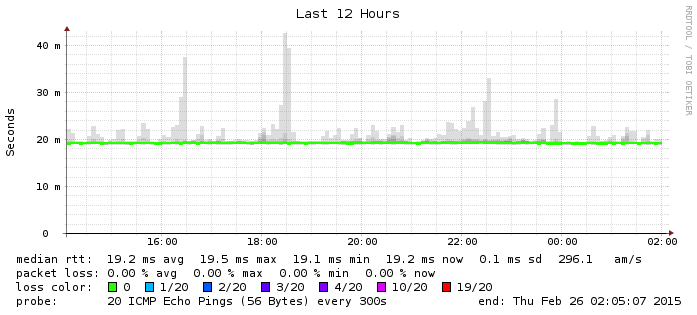 Last 12 Hours
RRDTOOL / TOBI OETIKER
Seconds
40 m
30 m
20 m
10 m
0
16:00 18:00 20:00 22:00 00:00 02:00
median rtt: 19.2 ms avg 19.5 ms max 19.1 ms min 19.2 ms now 0.1 ms sd 296.1 am/s
packet loss: 0.00 % avg 0.00 % max 0.00 % min 0.00 % now
loss color: 0 1/20 2/20 3/20 4/20 10/20 19/20
probe: 20 ICMP Echo Pings (56 Bytes) every 300s end: Thu Feb 26 02:05:07 2015